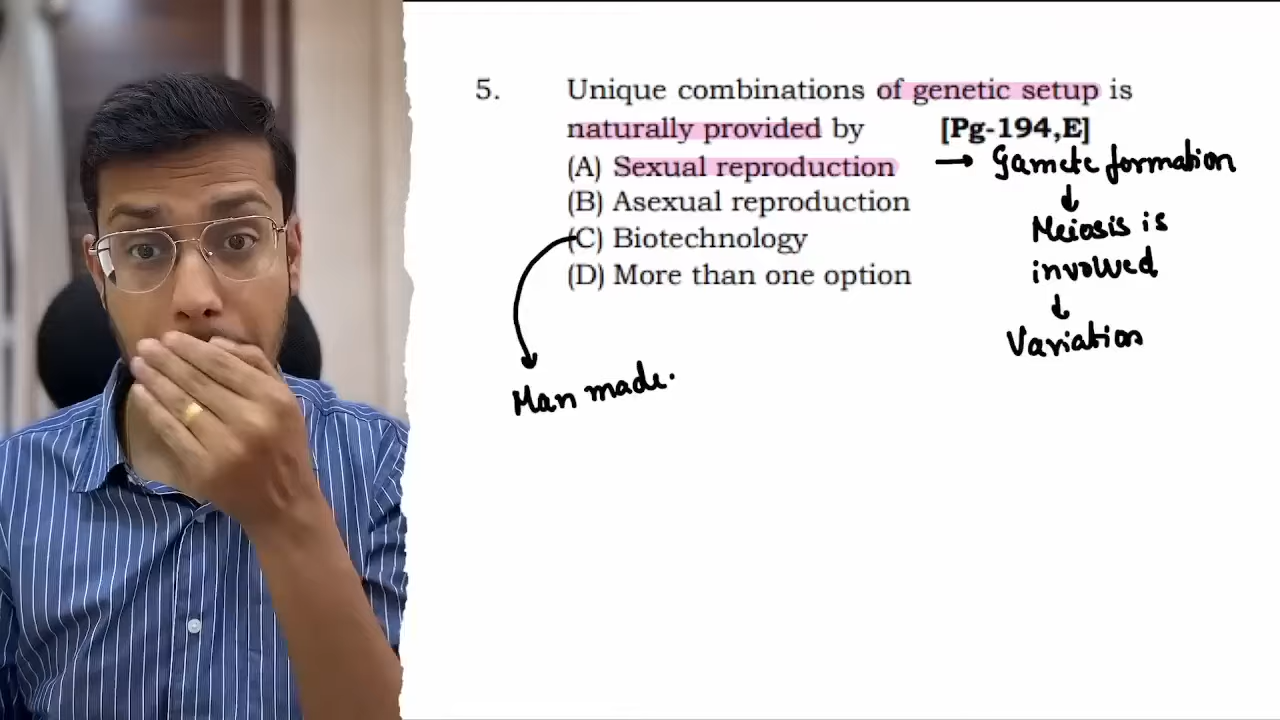 5. Unique combinations of genetic setup is
naturally provided by [Pg-194,E]
(A) Sexual reproduction → Gamete formation
↓
(B) Asexual reproduction Meiosis is
(C) Biotechnology involved
(D) More than one option ↓
Variation
Man made.